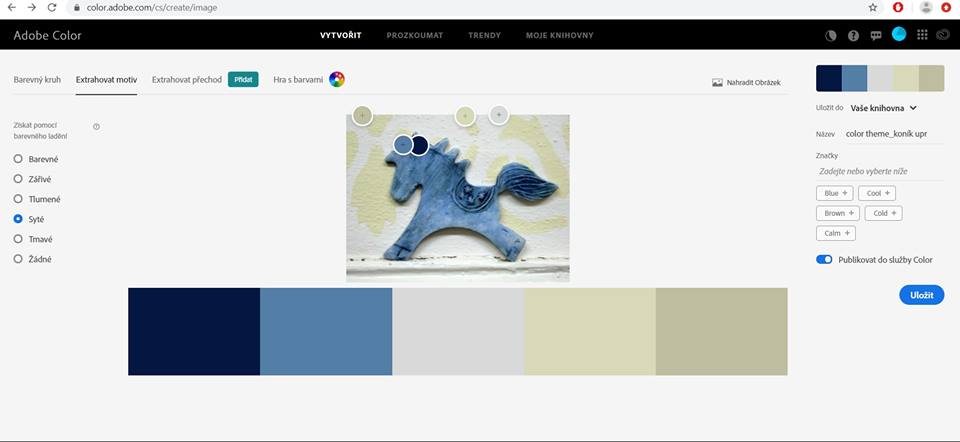 color.adobe.com/cs/create/image
Adobe Color
VYTVOŘIT PROZKOUMAT TRENDY MOJE KNIHOVNY
Barevný kruh Extrahovat motiv Extrahovat přechod Přidat Hra s barvami
Nahradit Obrázek
Získat pomocí
barevného ladění
Barevné
Zářivé
Tlumené
Syté
Tmavé
Žádné
Uložit do Vaše knihovna
Název color theme_koník upr
Značky
Zadejte nebo vyberte níže
Blue + Cool +
Brown + Cold +
Calm +
Publikovat do služby Color
Uložit